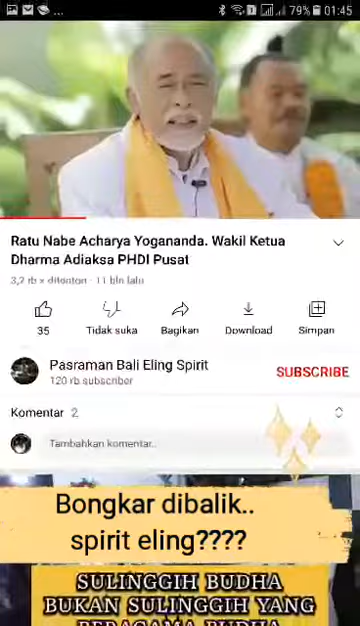 79% 01:45
Ratu Nabe Acharya Yogananda. Wakil Ketua
Dharma Adiaksa PHDI Pusat
3,2 rb x ditonton · 11 bln lalu
35
Tidak suka
Bagikan
Download
Simpan
Pasraman Bali Eling Spirit
120 rb subscriber
SUBSCRIBE
Komentar 2
Tambahkan komentar..
Bongkar dibalik..
spirit eling????
SULINGGIH BUDHA
BUKAN SULINGGIH YANG
BERAGAMA BUDHA